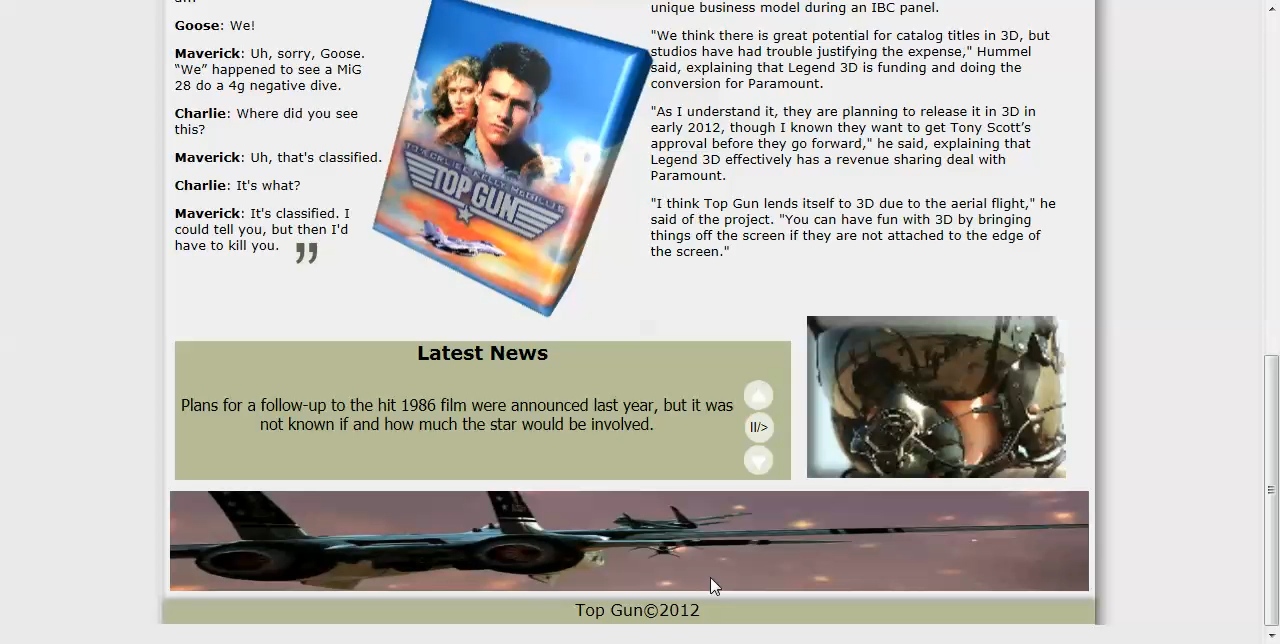 Goose: We!
Maverick: Uh, sorry, Goose.
“We” happened to see a MiG
28 do a 4g negative dive.
Charlie: Where did you see
this?
Maverick: Uh, that's classified.
Charlie: It's what?
Maverick: It's classified. I
could tell you, but then I'd
have to kill you. ”
TOM CRUISE KELLY McGILLIS
TOP GUN
unique business model during an IBC panel.
"We think there is great potential for catalog titles in 3D, but
studios have had trouble justifying the expense," Hummel
said, explaining that Legend 3D is funding and doing the
conversion for Paramount.
"As I understand it, they are planning to release it in 3D in
early 2012, though I known they want to get Tony Scott’s
approval before they go forward," he said, explaining that
Legend 3D effectively has a revenue sharing deal with
Paramount.
"I think Top Gun lends itself to 3D due to the aerial flight," he
said of the project. "You can have fun with 3D by bringing
things off the screen if they are not attached to the edge of
the screen."
Latest News
Plans for a follow-up to the hit 1986 film were announced last year, but it was
not known if and how much the star would be involved.
II/>
Top Gun©2012